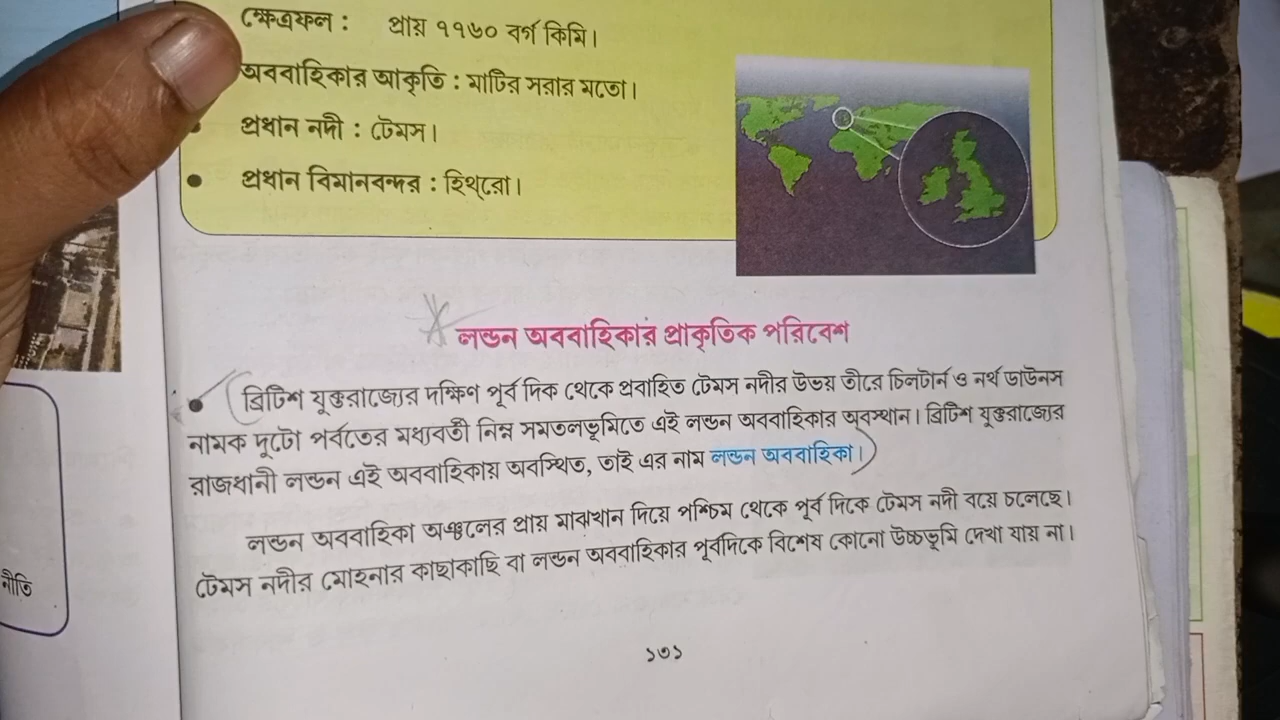 ক্ষেত্রফল : প্রায় ৭৭৬০ বর্গ কিমি।
অববাহিকার আকৃতি : মাটির সরার মতো।
প্রধান নদী : টেমস।
প্রধান বিমানবন্দর : হিথ্‌রো।
লন্ডন অববাহিকার প্রাকৃতিক পরিবেশ
ব্রিটিশ যুক্তরাজ্যের দক্ষিণ পূর্ব দিক থেকে প্রবাহিত টেমস নদীর উভয় তীরে চিলটার্ন ও নর্থ ডাউনস
নামক দুটো পর্বতের মধ্যবর্তী নিম্ন সমতলভূমিতে এই লন্ডন অববাহিকার অবস্থান। ব্রিটিশ যুক্তরাজ্যের
রাজধানী লন্ডন এই অববাহিকায় অবস্থিত, তাই এর নাম লন্ডন অববাহিকা।
লন্ডন অববাহিকা অঞ্চলের প্রায় মাঝখান দিয়ে পশ্চিম থেকে পূর্ব দিকে টেমস নদী বয়ে চলেছে।
টেমস নদীর মোহনার কাছাকাছি বা লন্ডন অববাহিকার পূর্বদিকে বিশেষ কোনো উচ্চভূমি দেখা যায় না।
নীতি
১৩১